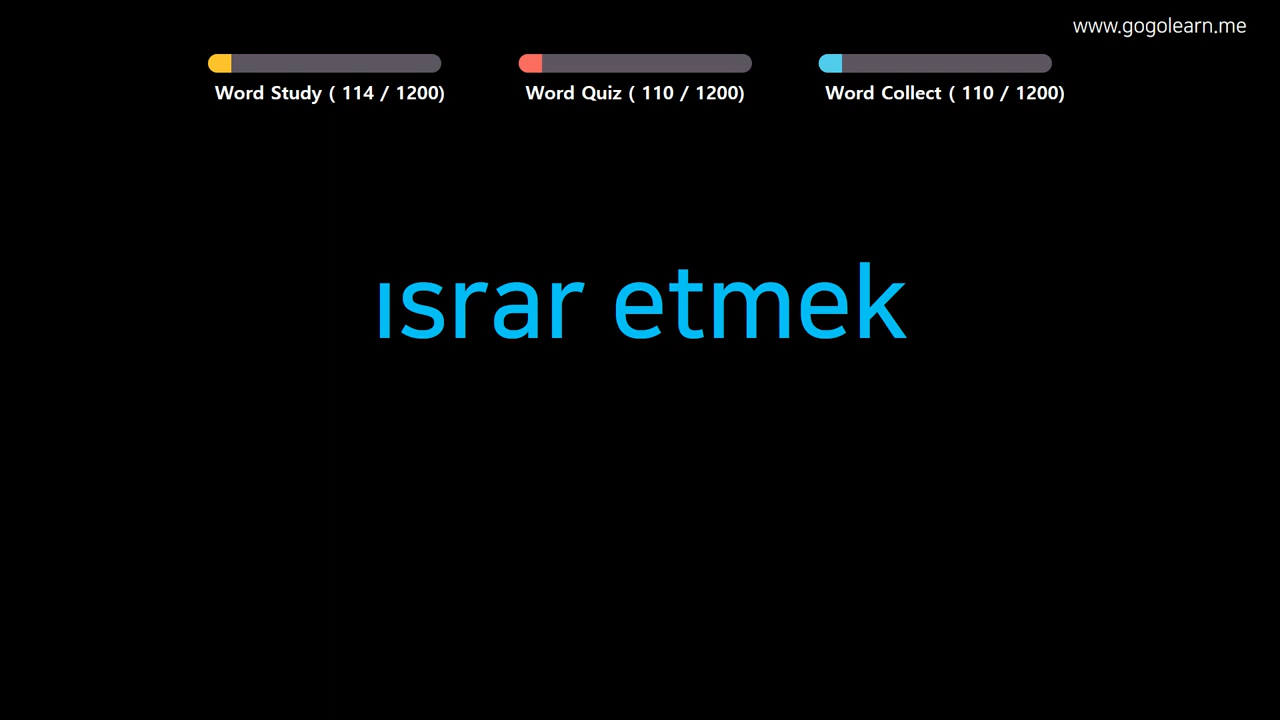 www.gogolearn.me
Word Study ( 114 / 1200)
Word Quiz ( 110 / 1200)
Word Collect ( 110 / 1200)
ısrar etmek